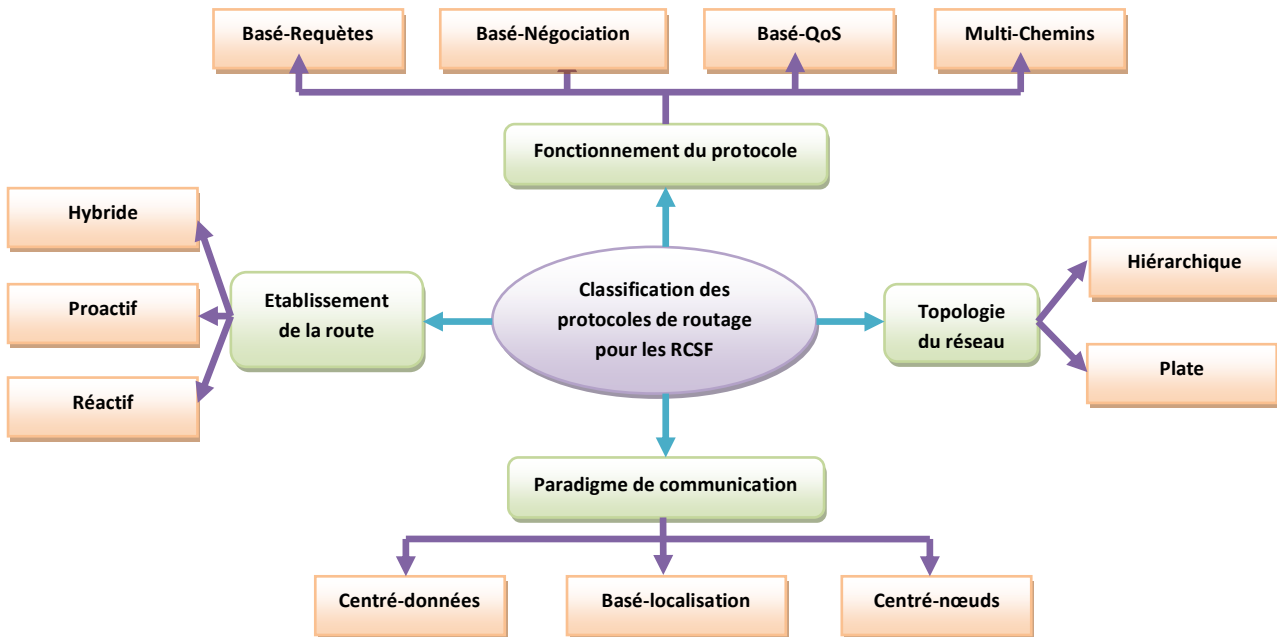 Basé-Requètes
Basé-Négociation
Basé-QoS
Multi-Chemins
Fonctionnement du protocole
Hybride
Proactif
Réactif
Etablissement
de la route
Classification des
protocoles de routage
pour les RCSF
Topologie
du réseau
Hiérarchique
Plate
Paradigme de communication
Centré-données
Basé-localisation
Centré-nœuds